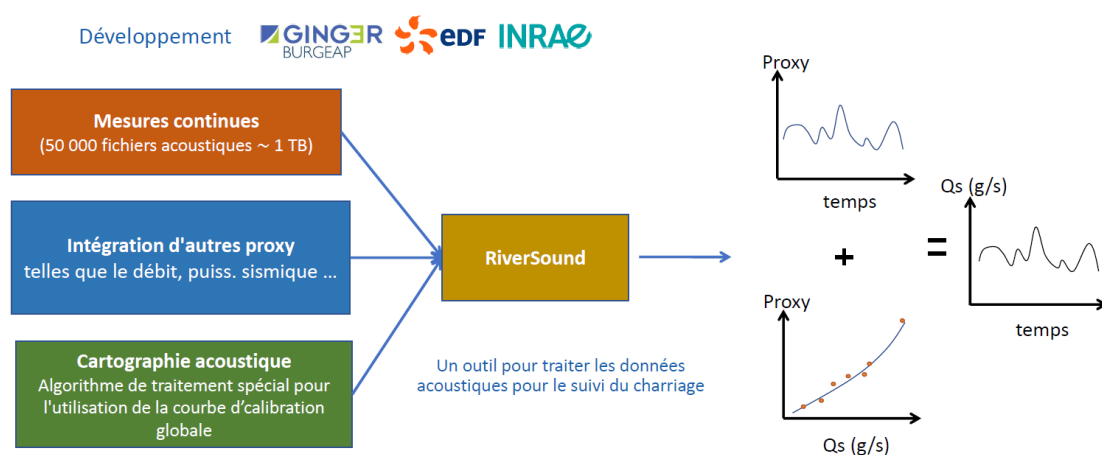 Développement
GINGER
BURGEAP
eDF
INRAE
Mesures continues
(50 000 fichiers acoustiques ~ 1 TB)
Intégration d'autres proxy
telles que le débit, puiss. sismique ...
Cartographie acoustique
Algorithme de traitement spécial pour
l'utilisation de la courbe d’calibration
globale
RiverSound
Un outil pour traiter les données
acoustiques pour le suivi du charriage
Proxy
temps
+
Proxy
Qs (g/s)
=
Qs (g/s)
temps